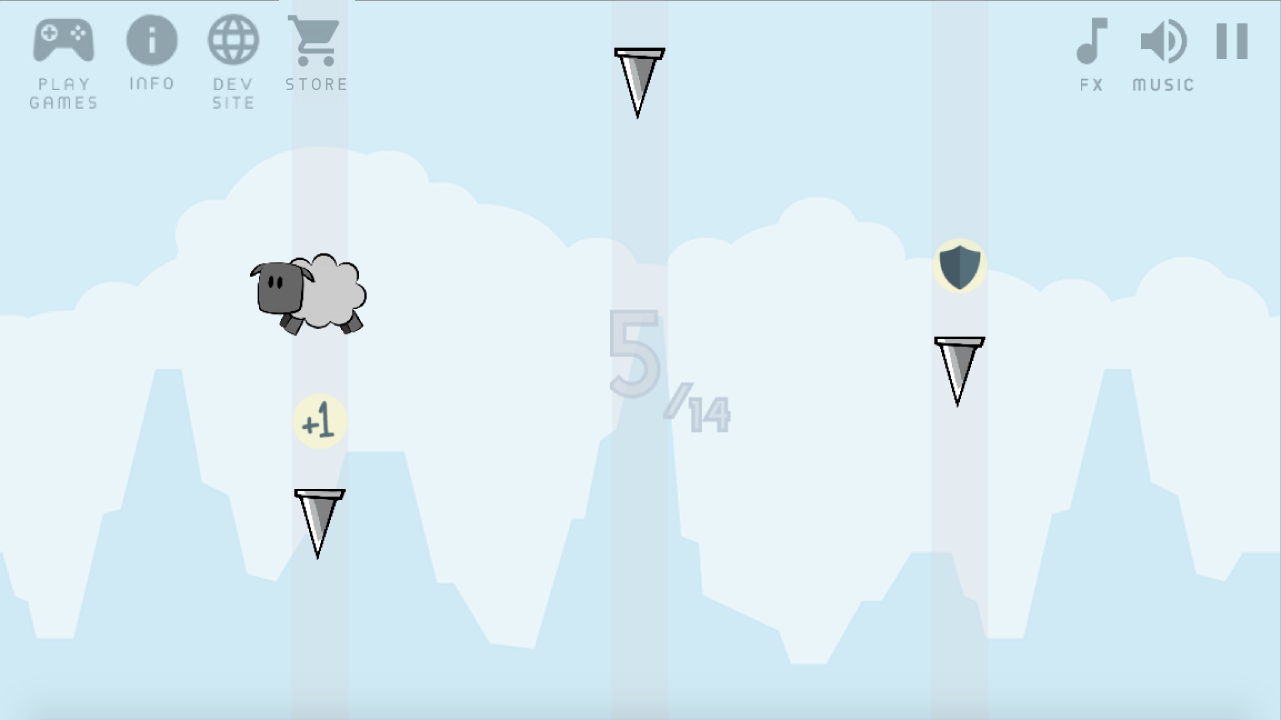 PLAY
GAMES
INFO
DEV
SITE
STORE
FX
MUSIC
5/14
+1